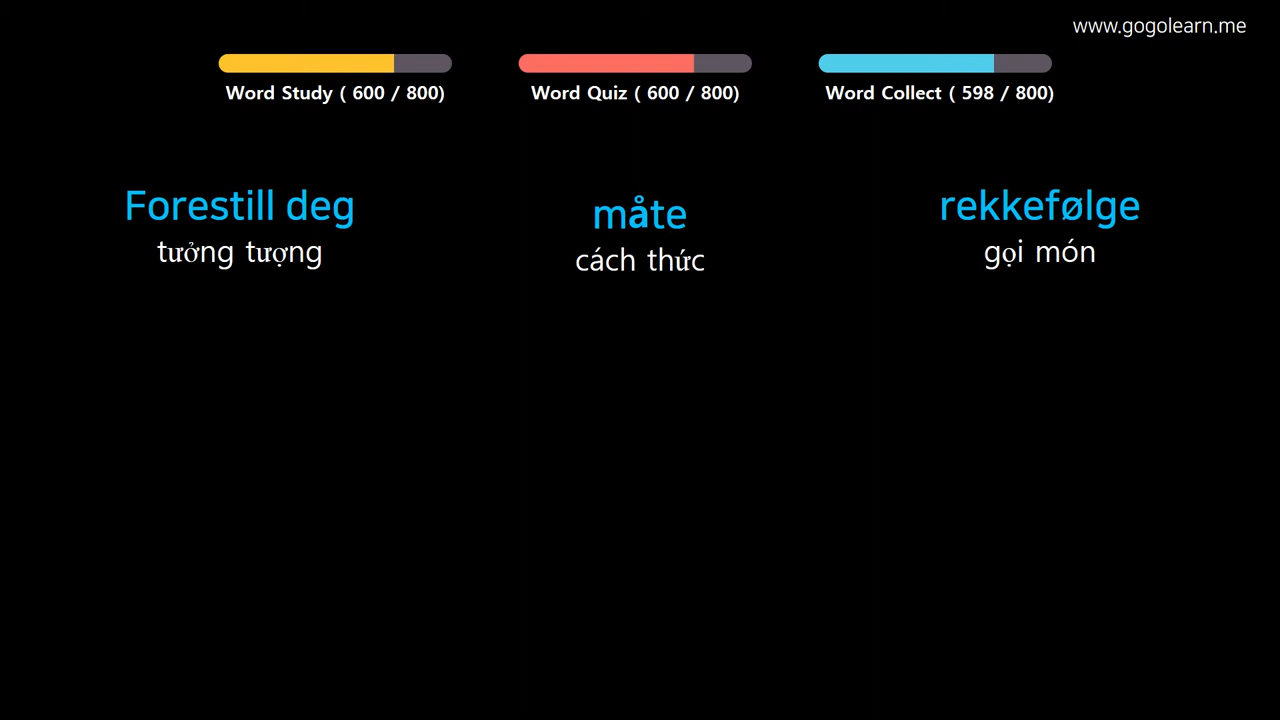 www.gogolearn.me
Word Study ( 600 / 800)
Word Quiz ( 600 / 800)
Word Collect ( 598 / 800)
Forestill deg
tưởng tượng
måte
cách thức
rekkefølge
gọi món